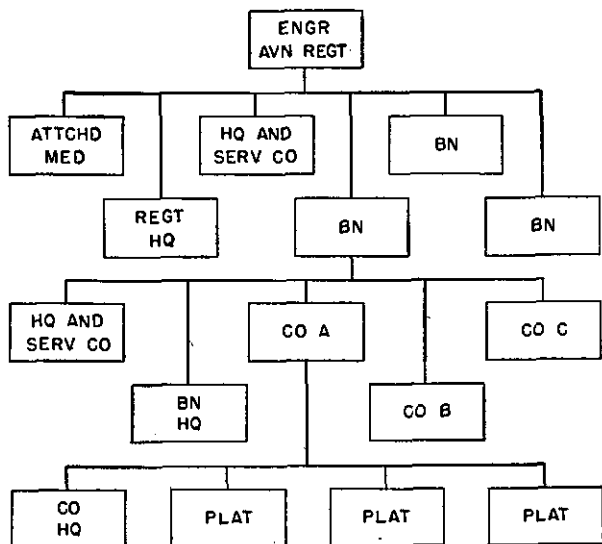 ENGR
AVN REGT
ATTCHD
MED
HQ AND
SERV CO
BN
REGT
HQ
BN
BN
HQ AND
SERV CO
CO A
CO C
BN
HQ
CO B
CO
HQ
PLAT
PLAT
PLAT